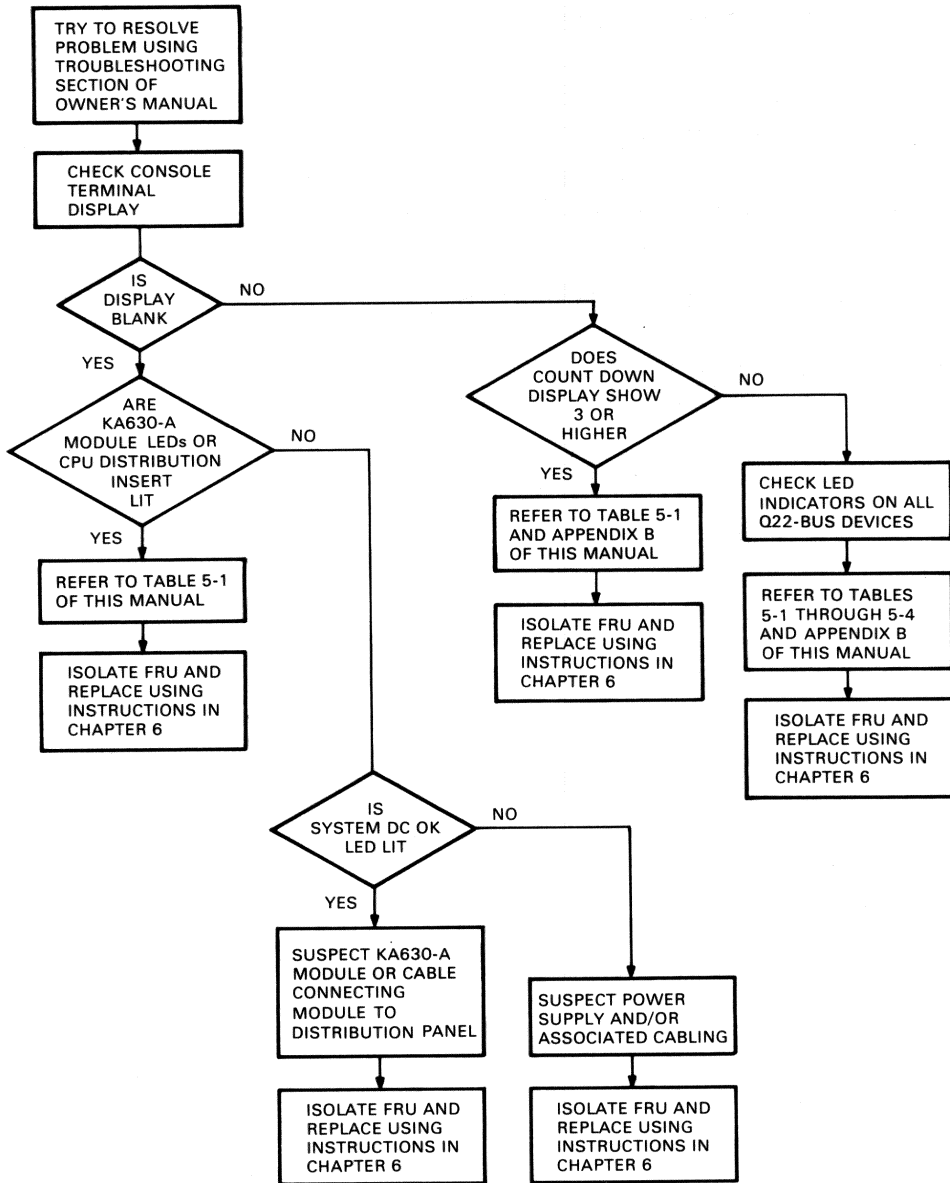 TRY TO RESOLVE
PROBLEM USING
TROUBLESHOOTING
SECTION OF
OWNER'S MANUAL
CHECK CONSOLE
TERMINAL
DISPLAY
IS
DISPLAY
BLANK
NO
YES
DOES
COUNT DOWN
DISPLAY SHOW
3 OR
HIGHER
NO
YES
ARE
KA630-A
MODULE LEDs OR
CPU DISTRIBUTION
INSERT
LIT
NO
YES
CHECK LED
INDICATORS ON ALL
Q22-BUS DEVICES
REFER TO TABLE 5-1
AND APPENDIX B
OF THIS MANUAL
REFER TO TABLE 5-1
OF THIS MANUAL
REFER TO TABLES
5-1 THROUGH 5-4
AND APPENDIX B
OF THIS MANUAL
ISOLATE FRU AND
REPLACE USING
INSTRUCTIONS IN
CHAPTER 6
ISOLATE FRU AND
REPLACE USING
INSTRUCTIONS IN
CHAPTER 6
ISOLATE FRU AND
REPLACE USING
INSTRUCTIONS IN
CHAPTER 6
IS
SYSTEM DC OK
LED LIT
NO
YES
SUSPECT KA630-A
MODULE OR CABLE
CONNECTING
MODULE TO
DISTRIBUTION PANEL
SUSPECT POWER
SUPPLY AND/OR
ASSOCIATED CABLING
ISOLATE FRU AND
REPLACE USING
INSTRUCTIONS IN
CHAPTER 6
ISOLATE FRU AND
REPLACE USING
INSTRUCTIONS IN
CHAPTER 6